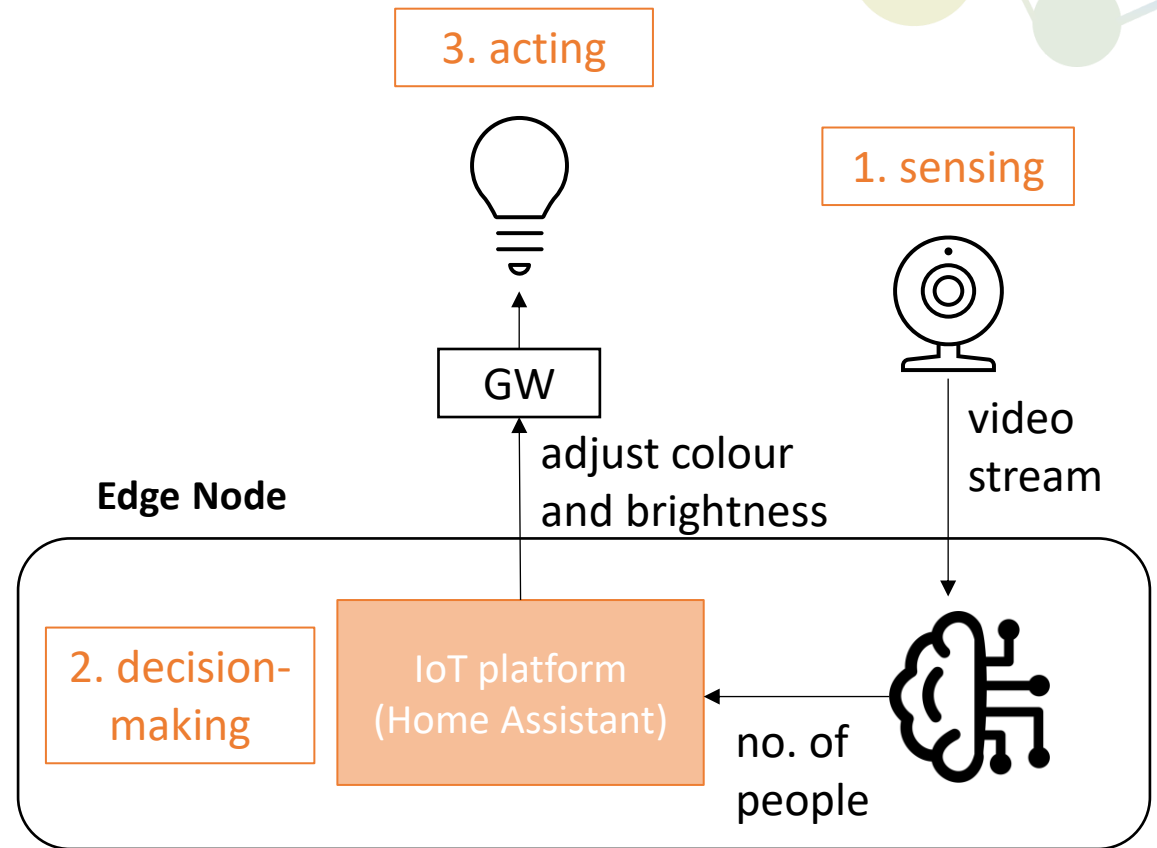 3. acting
1. sensing
GW
video
stream
adjust colour
and brightness
Edge Node
2. decision-
making
IoT platform
(Home Assistant)
no. of
people